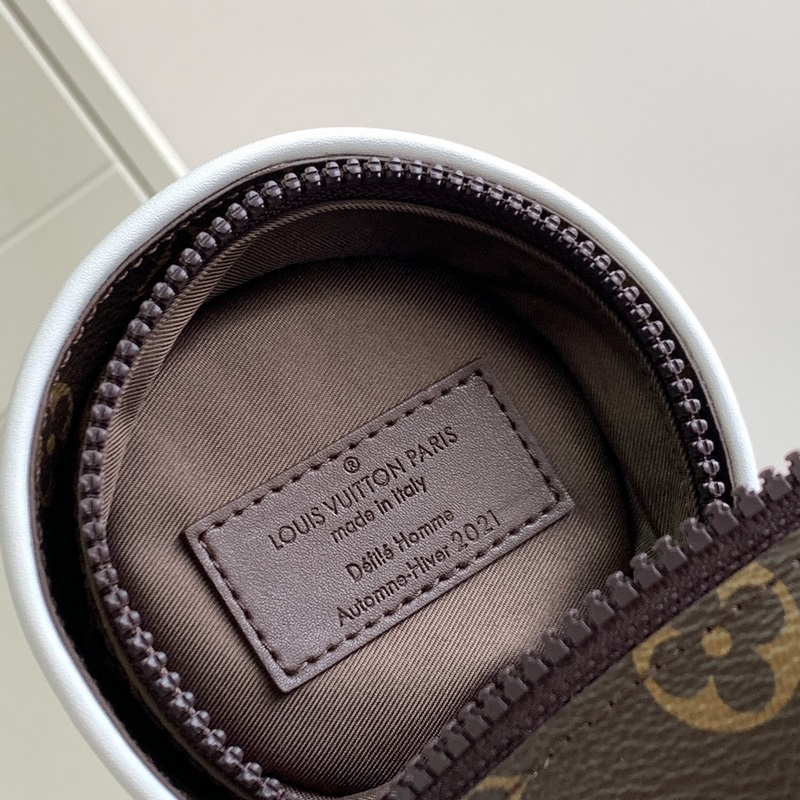 ®
LOUIS VUITTON PARIS
made in Italy
Défilé Homme
Automne-Hiver 2021